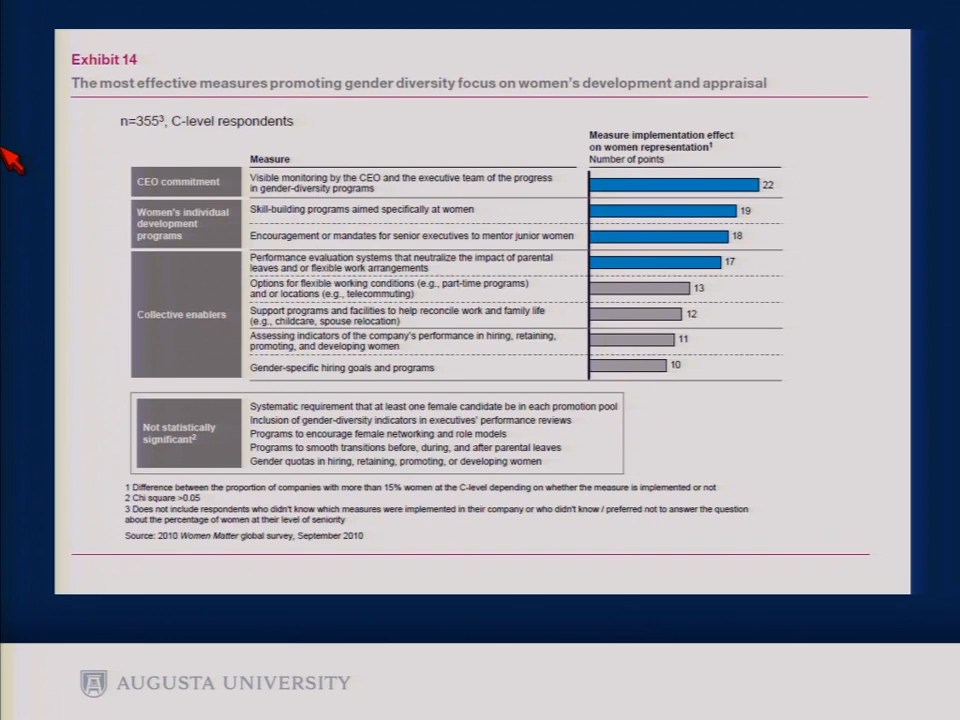 Exhibit 14
The most effective measures promoting gender diversity focus on women's development and appraisal
n=355³, C-level respondents
Measure implementation effect
on women representation¹
Measure
Number of points
CEO commitment
Visible monitoring by the CEO and the executive team of the progress
in gender-diversity programs
22
Women's individual
development
programs
Skill-building programs aimed specifically at women
19
Encouragement or mandates for senior executives to mentor junior women
18
Collective enablers
Performance evaluation systems that neutralize the impact of parental
leaves and or flexible work arrangements
17
Options for flexible working conditions (e.g., part-time programs)
and or locations (e.g., telecommuting)
13
Support programs and facilities to help reconcile work and family life
(e.g., childcare, spouse relocation)
12
Assessing indicators of the company's performance in hiring, retaining,
promoting, and developing women
11
Gender-specific hiring goals and programs
10
Not statistically
significant²
Systematic requirement that at least one female candidate be in each promotion pool
Inclusion of gender-diversity indicators in executives' performance reviews
Programs to encourage female networking and role models
Programs to smooth transitions before, during, and after parental leaves
Gender quotas in hiring, retaining, promoting, or developing women
1 Difference between the proportion of companies with more than 15% women at the C-level depending on whether the measure is implemented or not
2 Chi square >0.05
3 Does not include respondents who didn't know which measures were implemented in their company or who didn't know / preferred not to answer the question
about the percentage of women at their level of seniority
Source: 2010 Women Matter global survey, September 2010
AUGUSTA UNIVERSITY